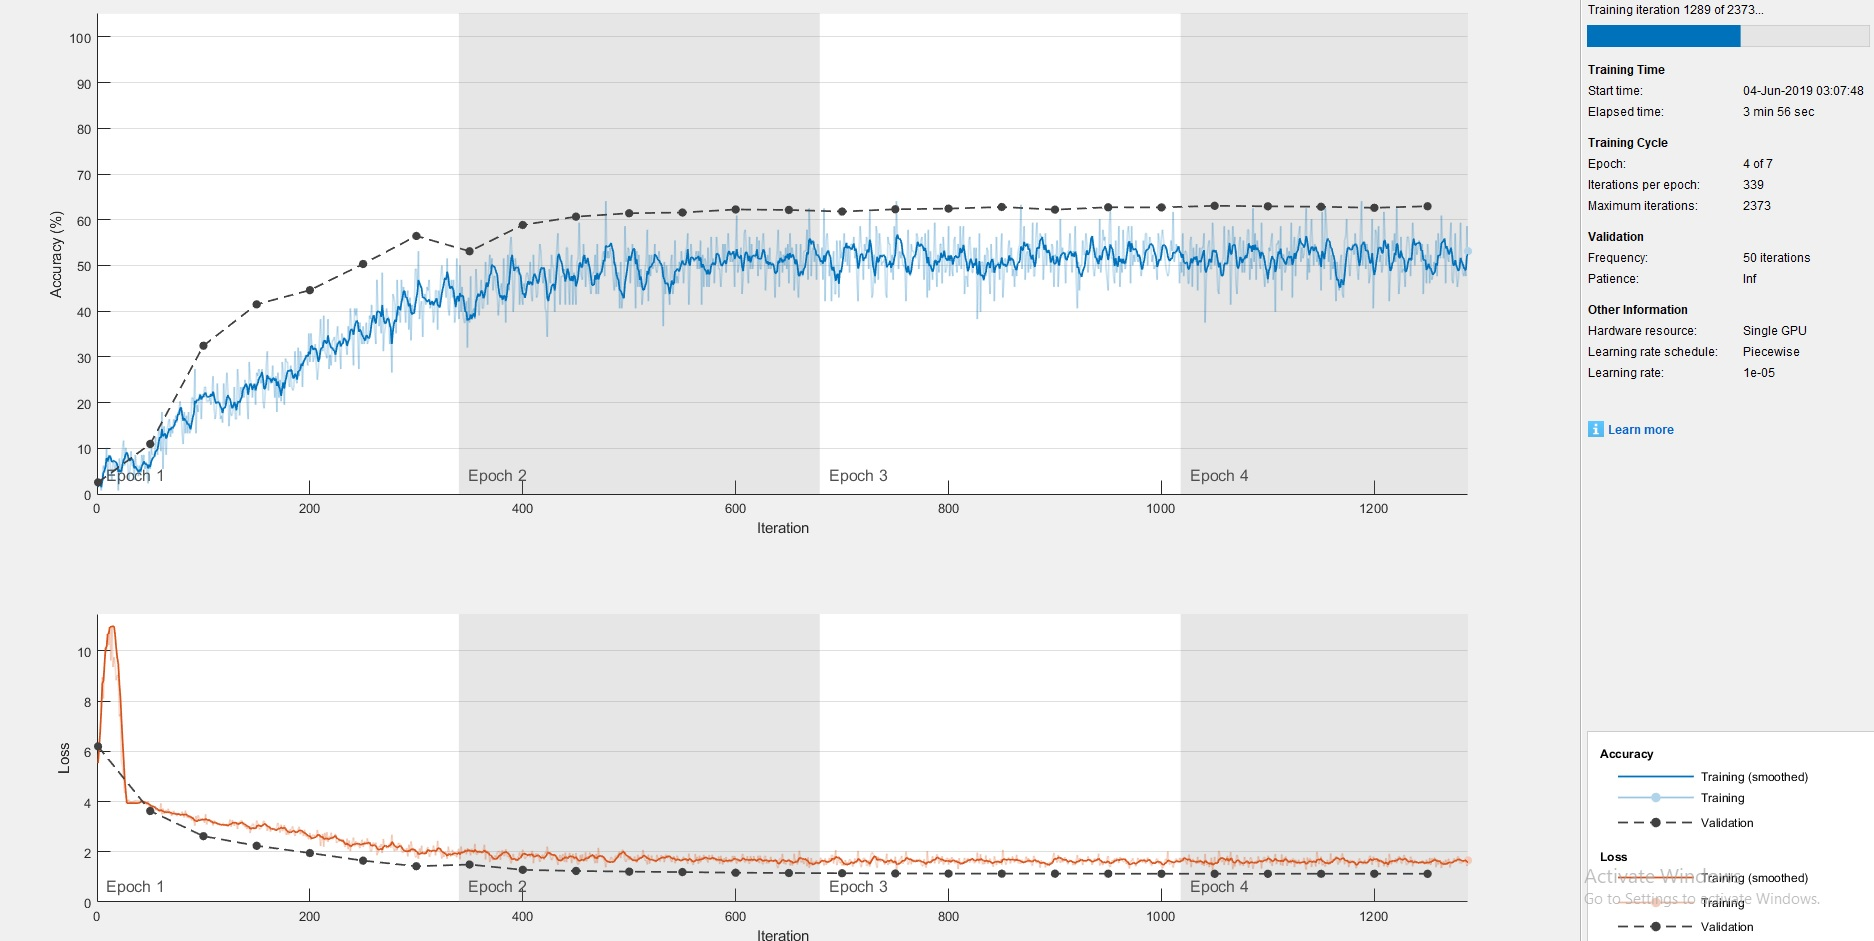 Training iteration 1289 of 2373...
Training Time
Start time: 04-Jun-2019 03:07:48
Elapsed time: 3 min 56 sec
Training Cycle
Epoch: 4 of 7
Iterations per epoch: 339
Maximum iterations: 2373
Validation
Frequency: 50 iterations
Patience: Inf
Other Information
Hardware resource: Single GPU
Learning rate schedule: Piecewise
Learning rate: 1e-05
i Learn more
Accuracy (%)
100
90
80
70
60
50
40
30
20
10
0
Epoch 1 Epoch 2 Epoch 3 Epoch 4
0 200 400 600 800 1000 1200
Iteration
Loss
10
8
6
4
2
0
Epoch 1 Epoch 2 Epoch 3 Epoch 4
0 200 400 600 800 1000 1200
Iteration
Accuracy
Training (smoothed)
Training
Validation
Loss
Training (smoothed)
Training
Validation
Activate Windows
Go to Settings to activate Windows.